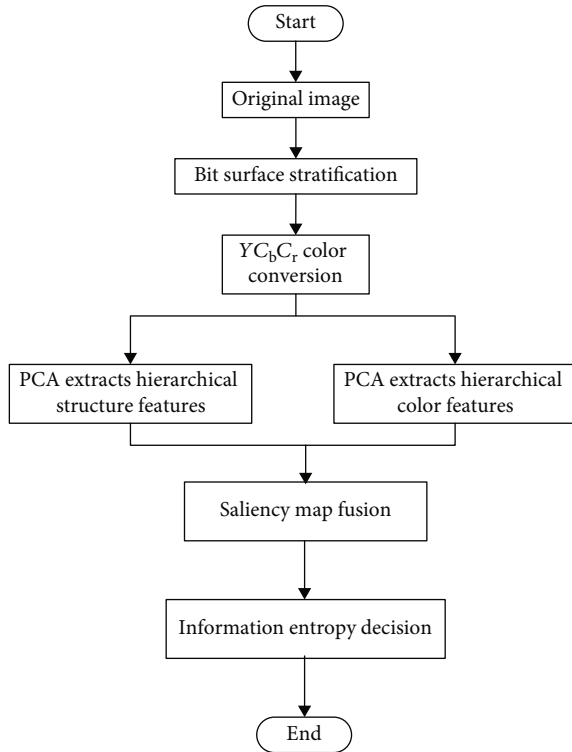 Start
Original image
Bit surface stratification
YCbCr color
conversion
PCA extracts hierarchical
structure features
PCA extracts hierarchical
color features
Saliency map fusion
Information entropy decision
End